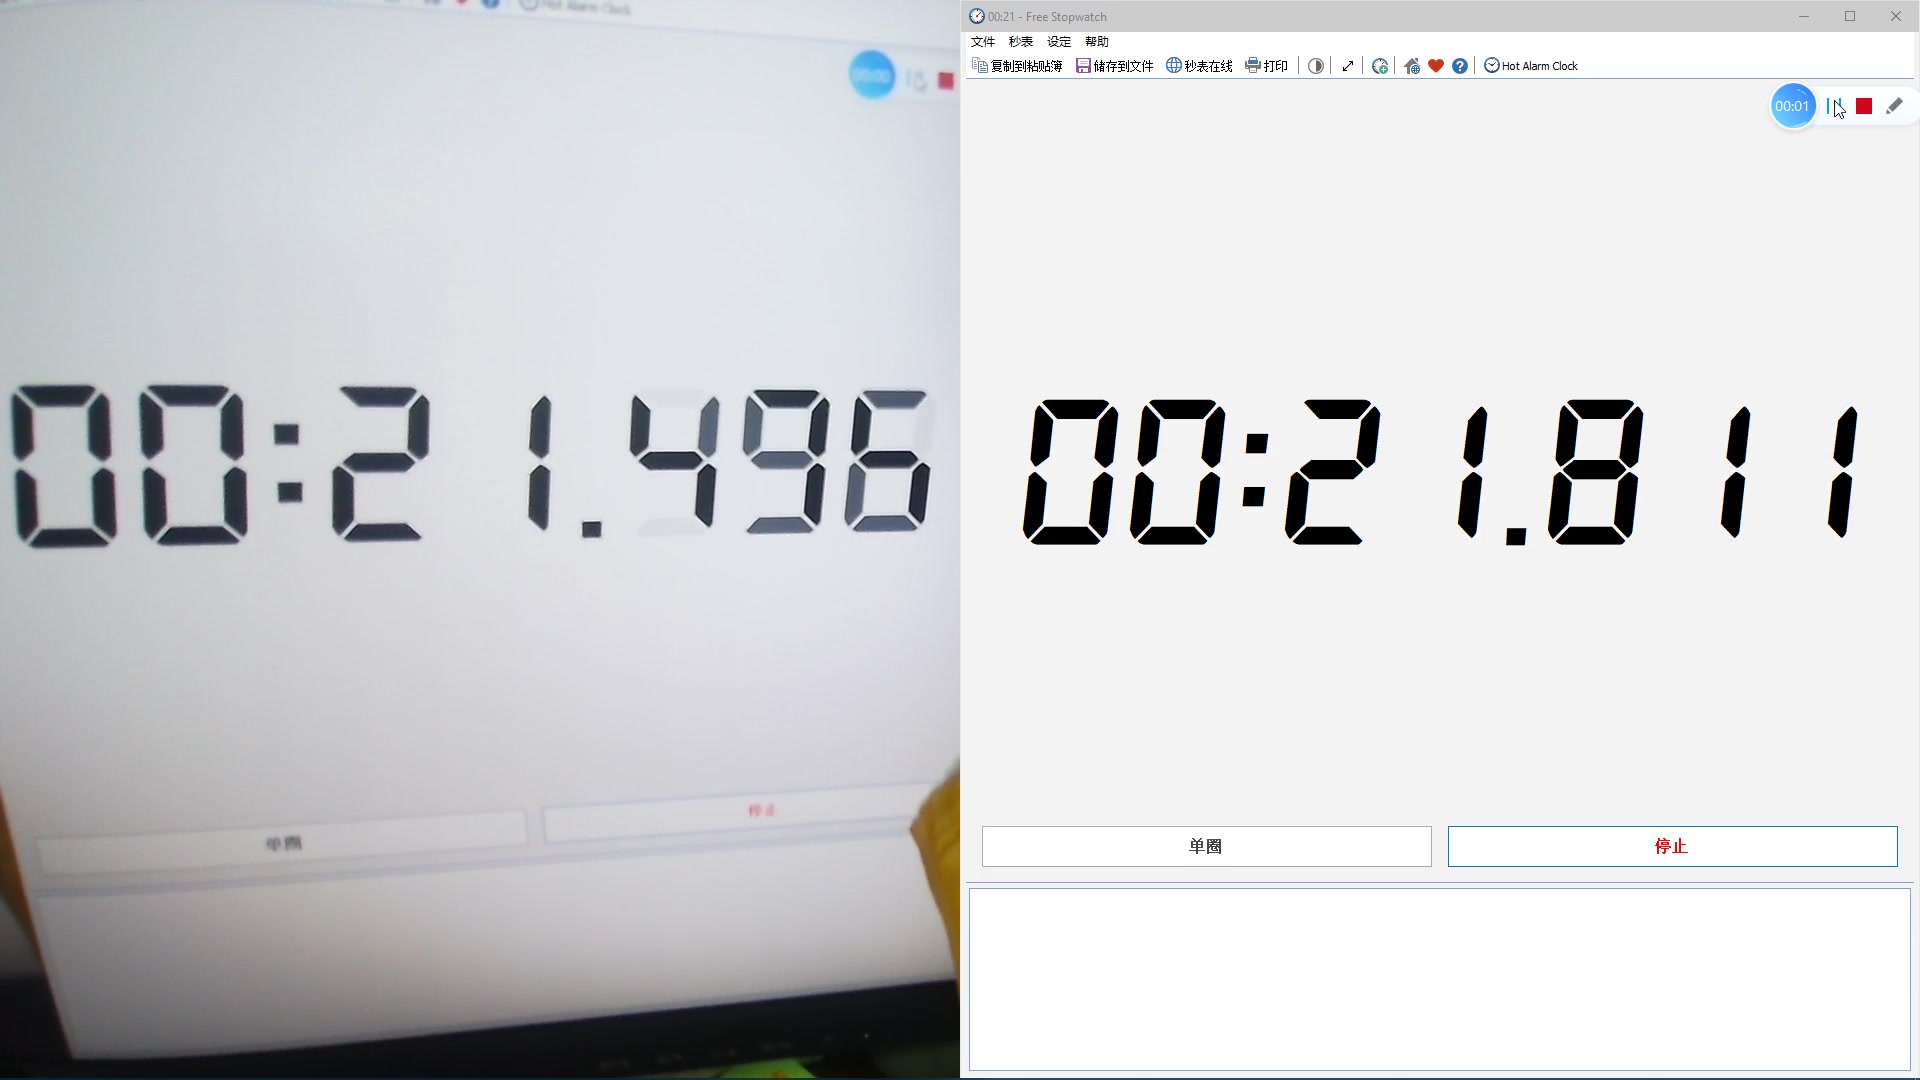 Hot Alarm Clock
00:00
00:21.496
单圈
停止
00:21 - Free Stopwatch
文件 秒表 设定 帮助
复制到粘贴簿 储存到文件 秒表在线 打印 Hot Alarm Clock
00:01
00:21.811
单圈
停止